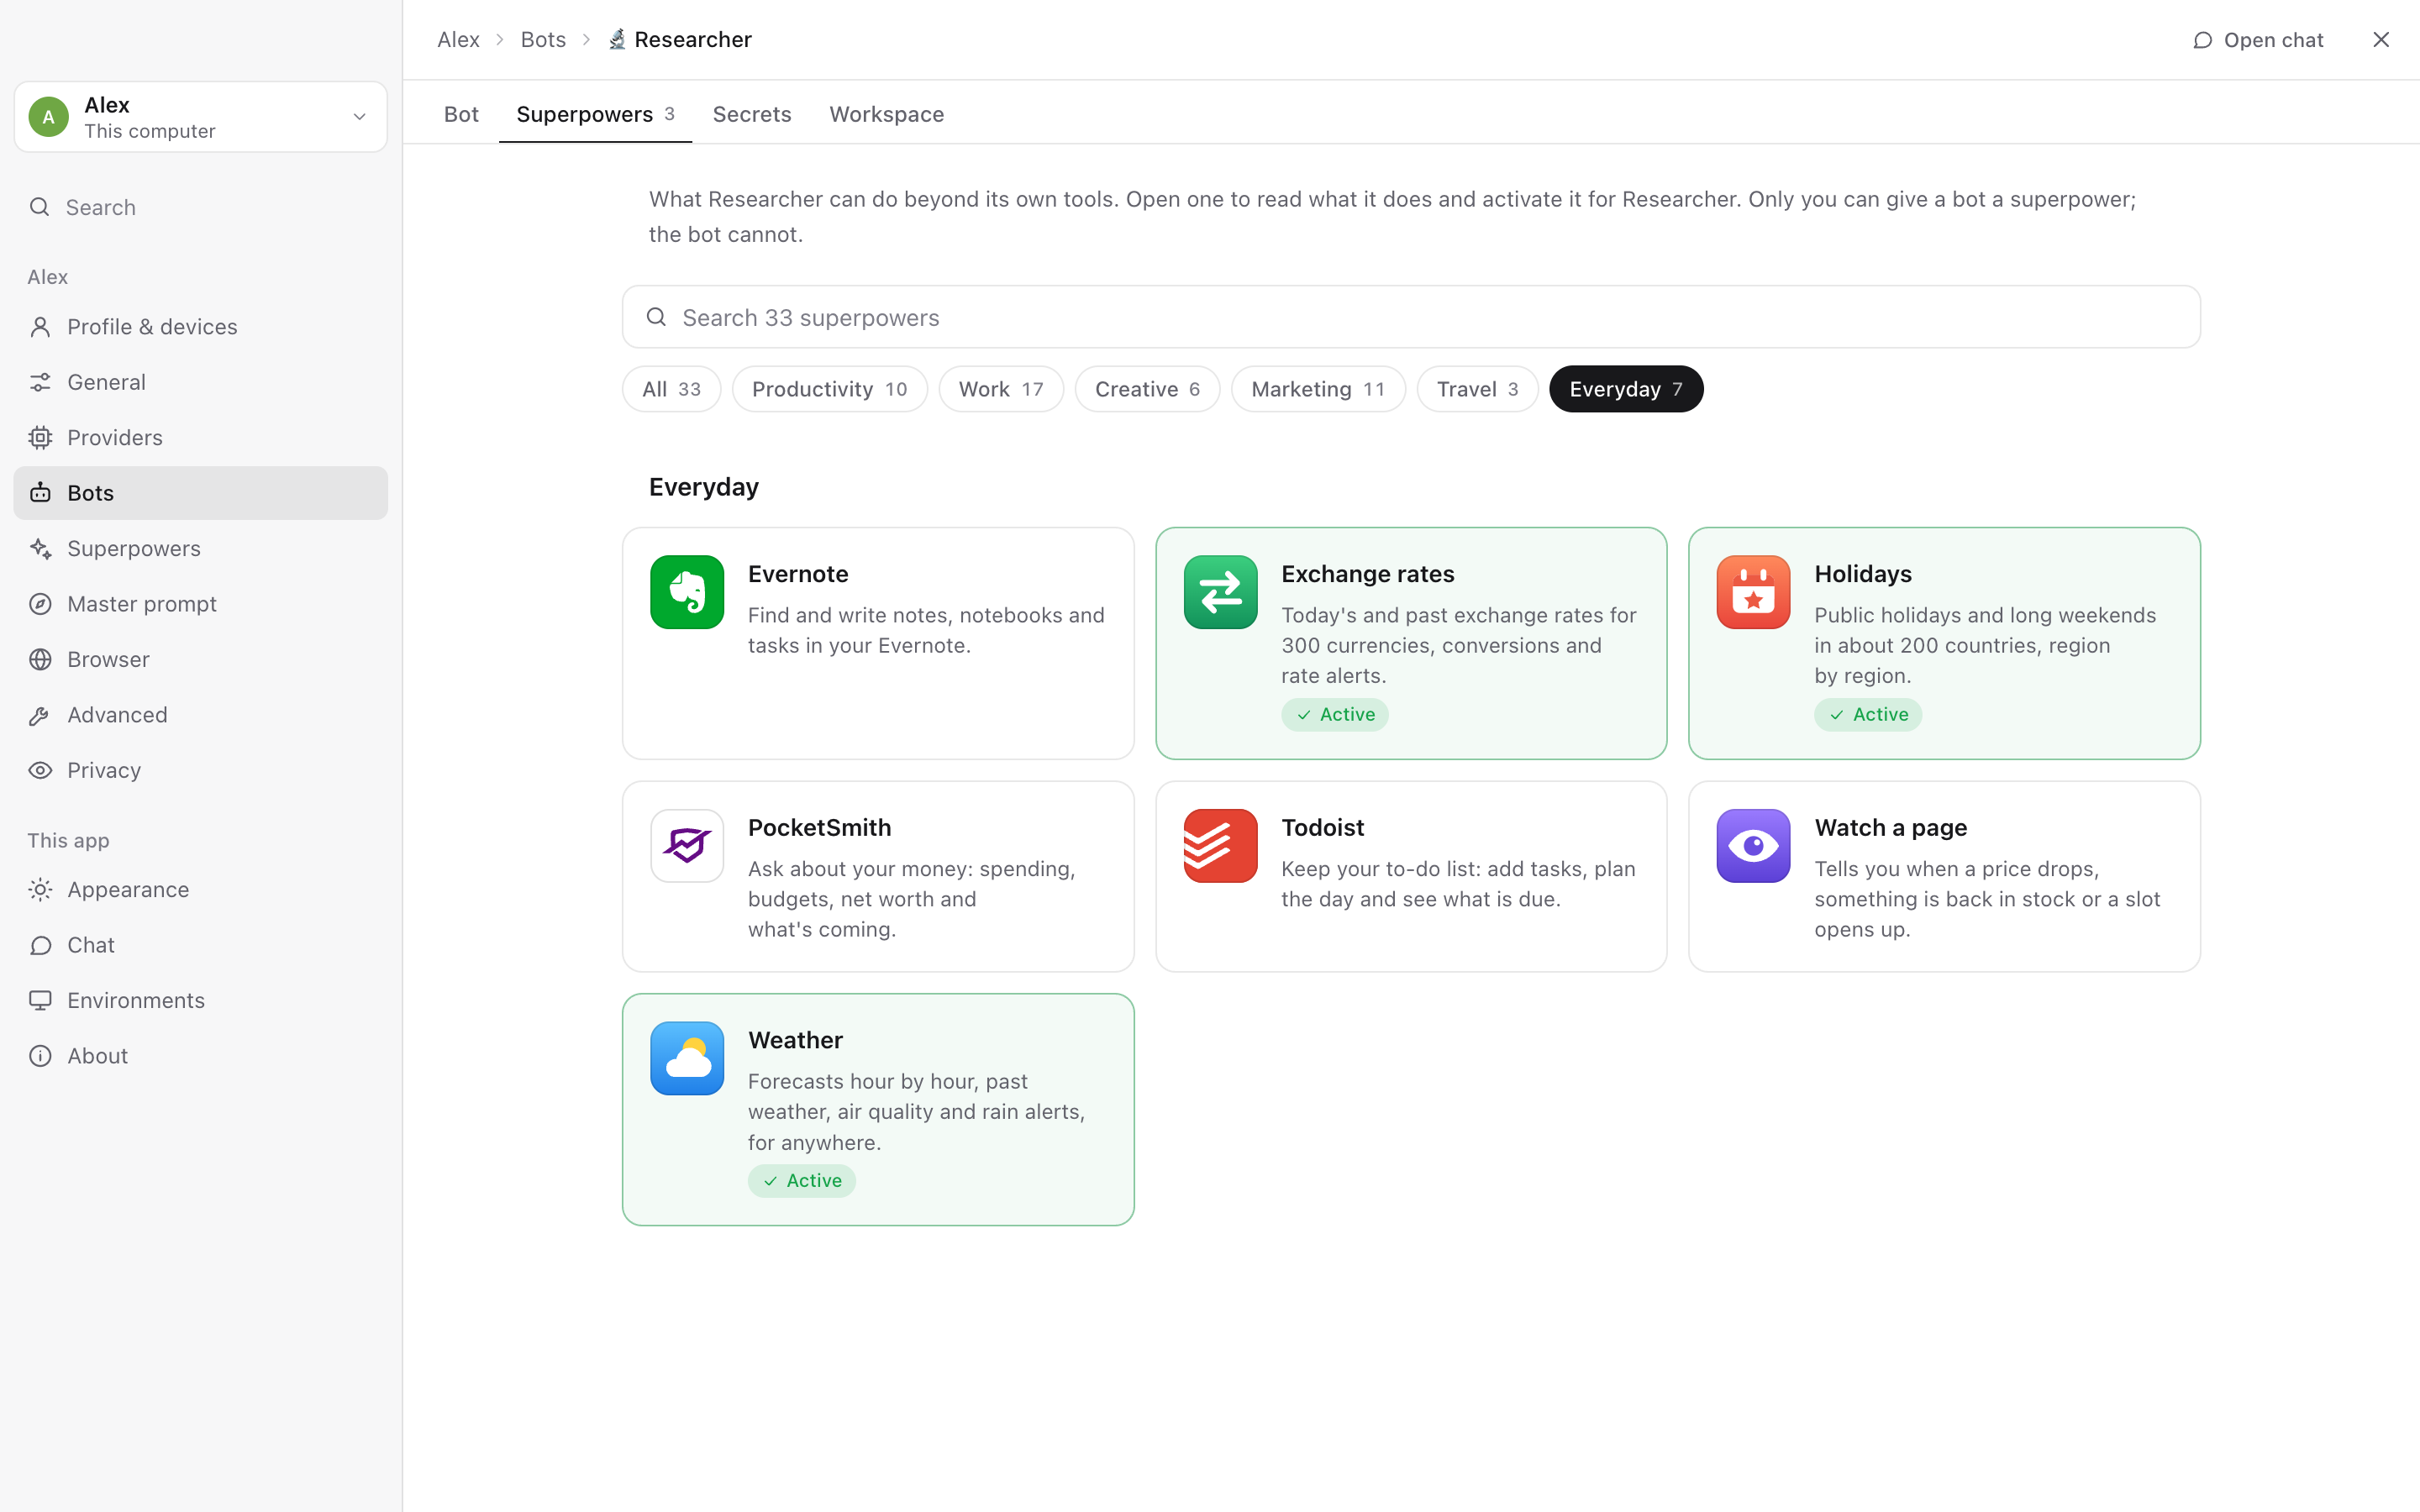 Alex
This computer
Search
Alex
Profile & devices
General
Providers
Bots
Superpowers
Master prompt
Browser
Advanced
Privacy
This app
Appearance
Chat
Environments
About
Alex > Bots > 🔬 Researcher
Open chat
Bot
Superpowers 3
Secrets
Workspace
What Researcher can do beyond its own tools. Open one to read what it does and activate it for Researcher. Only you can give a bot a superpower;
the bot cannot.
Search 33 superpowers
All 33
Productivity 10
Work 17
Creative 6
Marketing 11
Travel 3
Everyday 7
Everyday
Evernote
Find and write notes, notebooks and
tasks in your Evernote.
Exchange rates
Today's and past exchange rates for
300 currencies, conversions and
rate alerts.
Active
Holidays
Public holidays and long weekends
in about 200 countries, region
by region.
Active
PocketSmith
Ask about your money: spending,
budgets, net worth and
what's coming.
Todoist
Keep your to-do list: add tasks, plan
the day and see what is due.
Watch a page
Tells you when a price drops,
something is back in stock or a slot
opens up.
Weather
Forecasts hour by hour, past
weather, air quality and rain alerts,
for anywhere.
Active